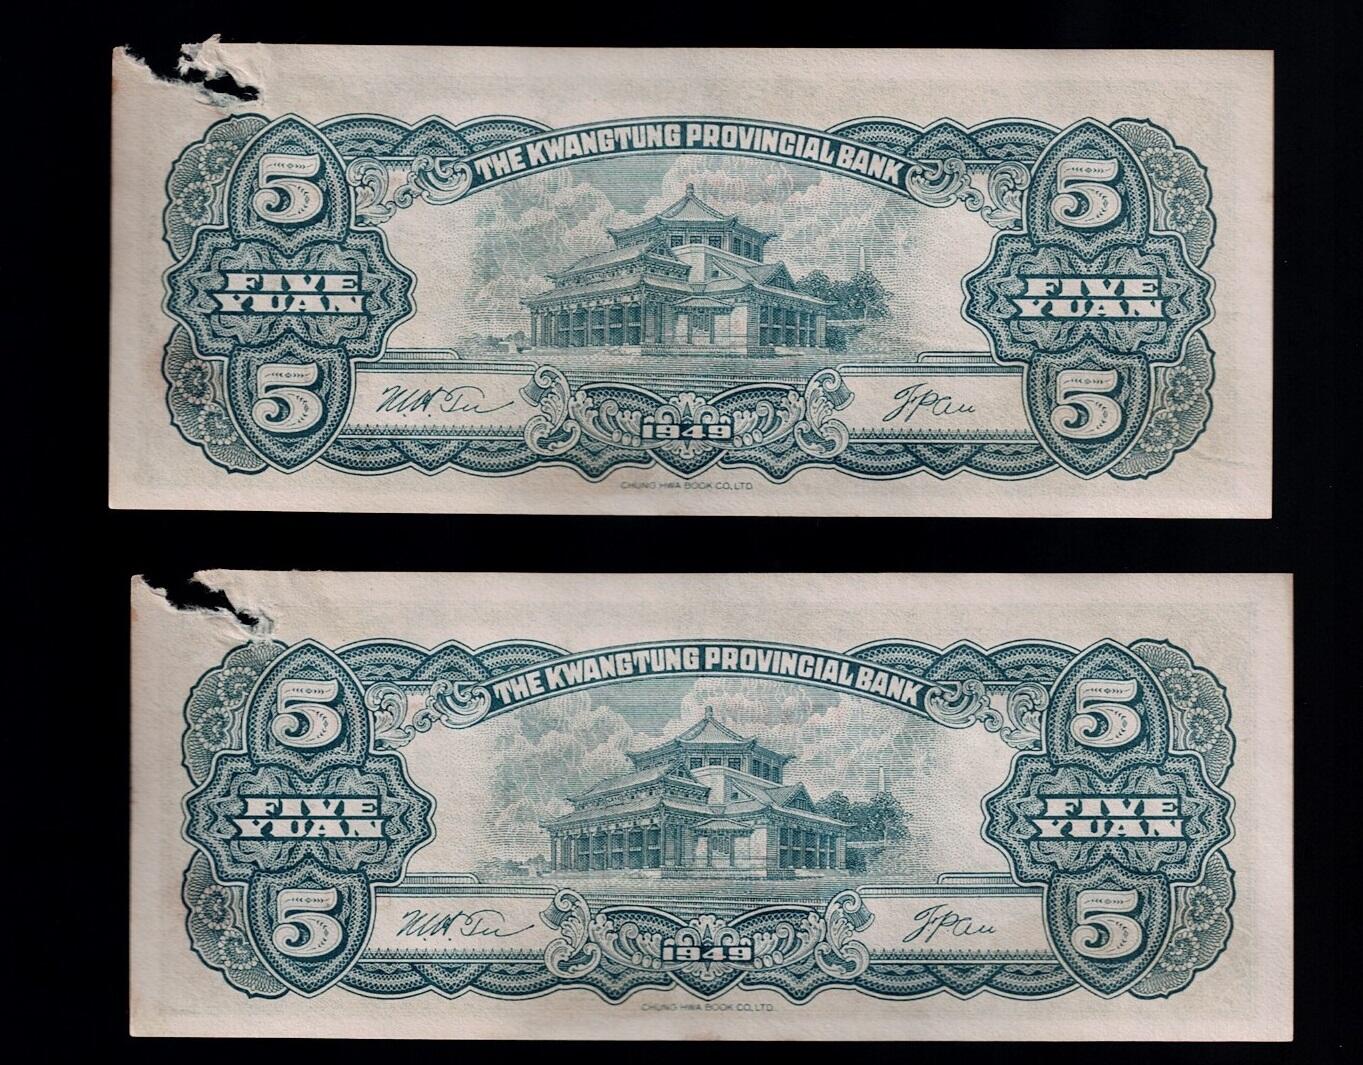 THE KWANGTUNG PROVINCIAL BANK
5 5
FIVE YUAN FIVE YUAN
5 5
1949
CHUNG HWA BOOK CO., LTD.
THE KWANGTUNG PROVINCIAL BANK
5 5
FIVE YUAN FIVE YUAN
5 5
1949
CHUNG HWA BOOK CO., LTD.